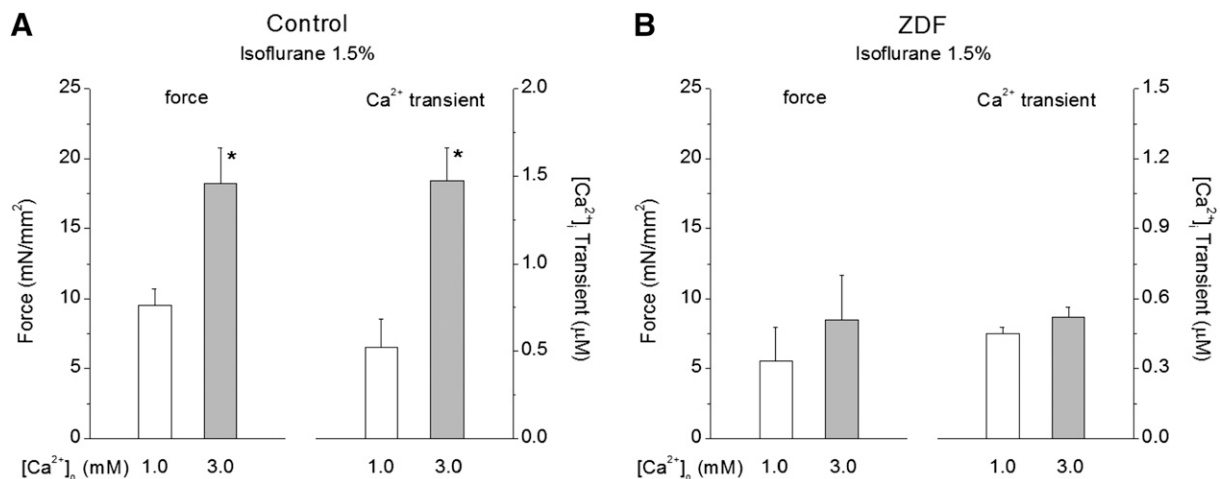 A
Control
Isoflurane 1.5%
force
Ca²⁺ transient
Force (mN/mm²)
25
20
15
10
5
0
[Ca²⁺]ᵢ Transient (μM)
2.0
1.5
1.0
0.5
0.0
*
*
[Ca²⁺]ₒ (mM) 1.0 3.0 1.0 3.0
B
ZDF
Isoflurane 1.5%
force
Ca²⁺ transient
Force (mN/mm²)
25
20
15
10
5
0
[Ca²⁺]ᵢ Transient (μM)
1.5
1.2
0.9
0.6
0.3
0.0
1.0 3.0 1.0 3.0